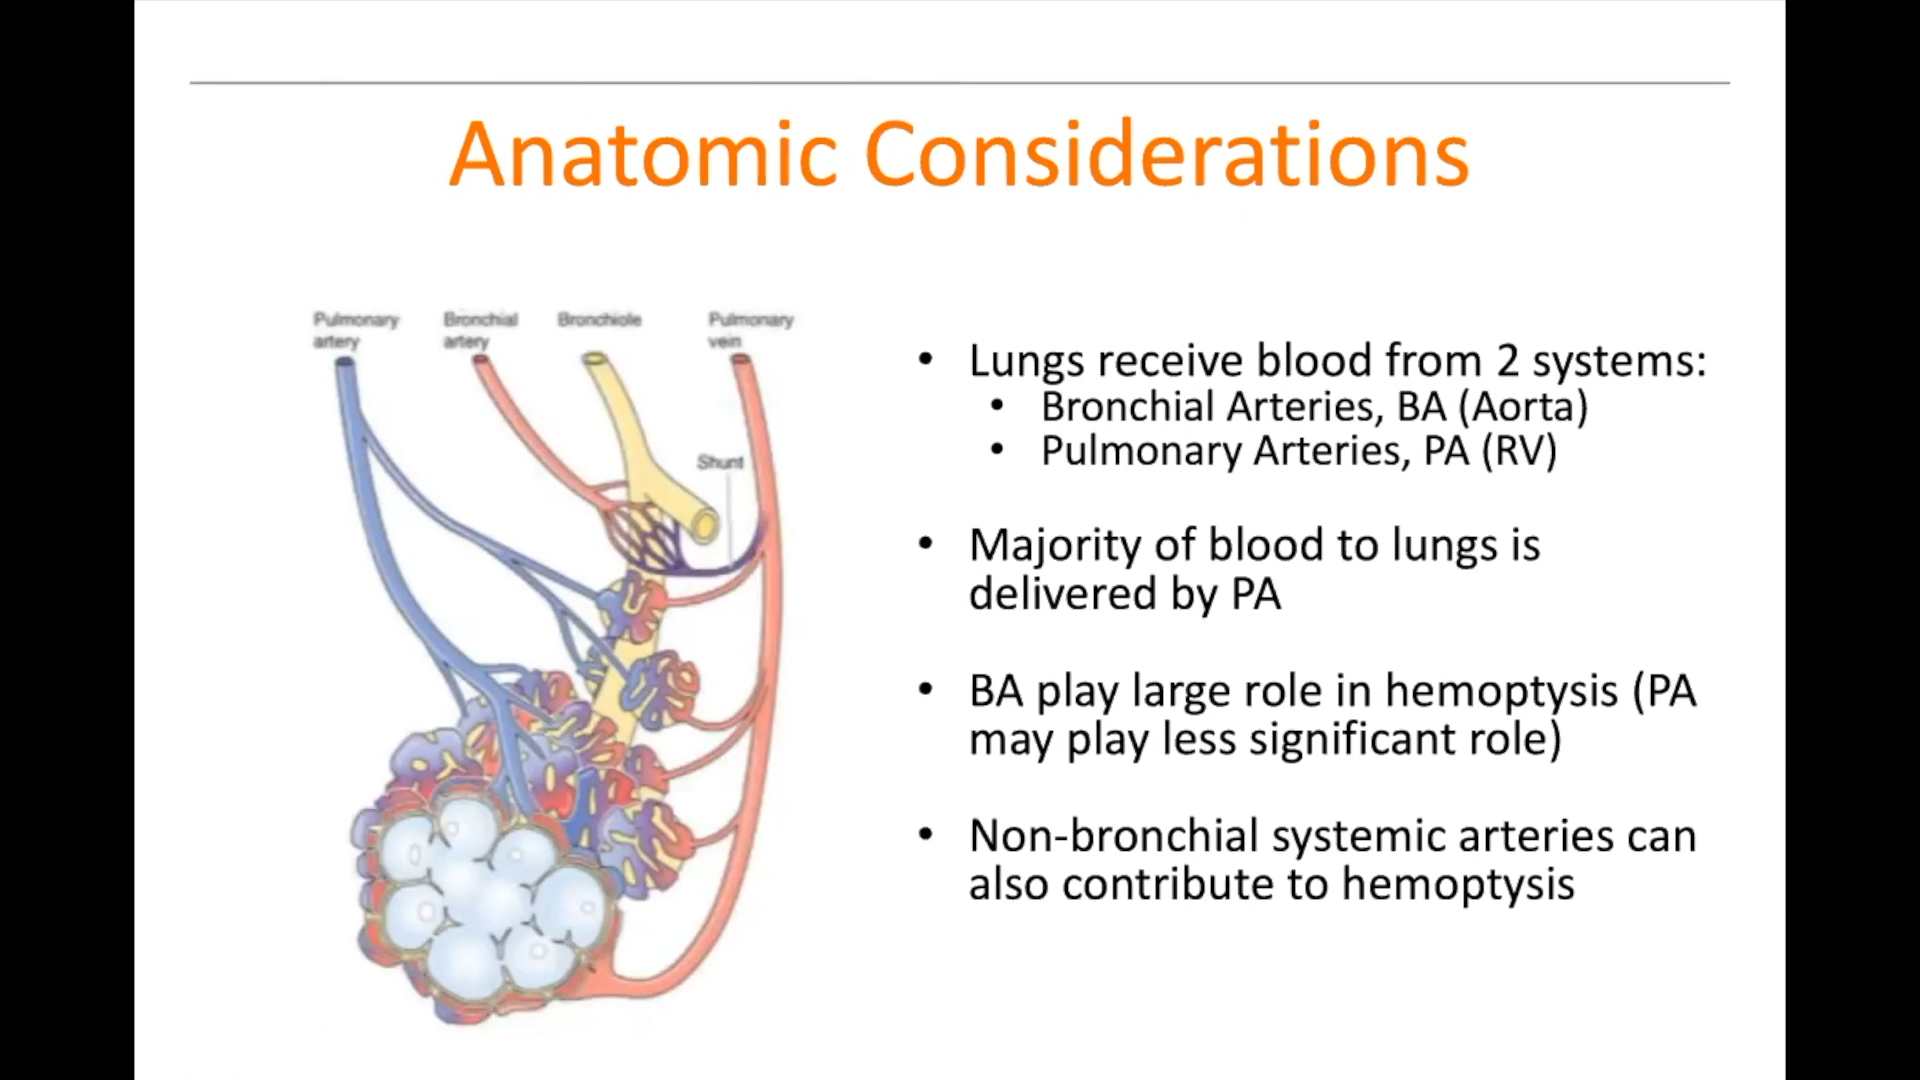 Anatomic Considerations
Pulmonary artery
Bronchial artery
Bronchiole
Pulmonary vein
Shunt
• Lungs receive blood from 2 systems:
• Bronchial Arteries, BA (Aorta)
• Pulmonary Arteries, PA (RV)
• Majority of blood to lungs is
delivered by PA
• BA play large role in hemoptysis (PA
may play less significant role)
• Non-bronchial systemic arteries can
also contribute to hemoptysis